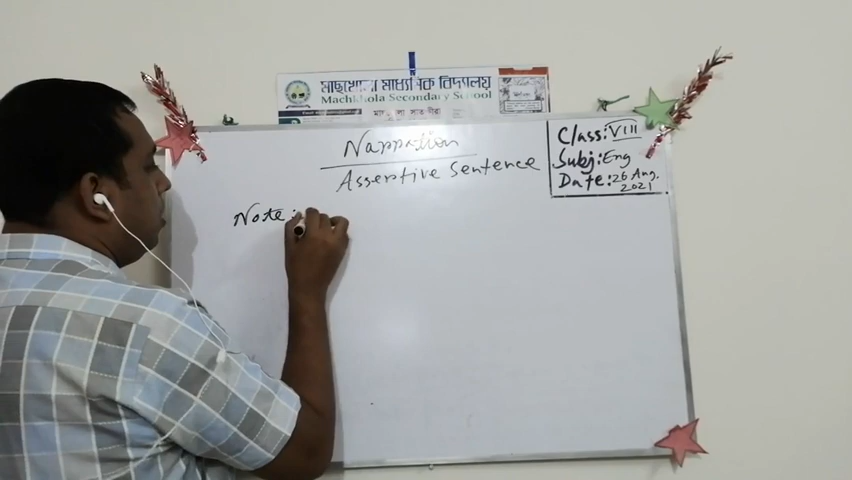 মাছখোলা মাধ্যমিক বিদ্যালয়
Machkhola Secondary School
Narration
Assertive Sentence
Class: VIII
Subj: Eng
Date: 26 Aug.
2021
Note: